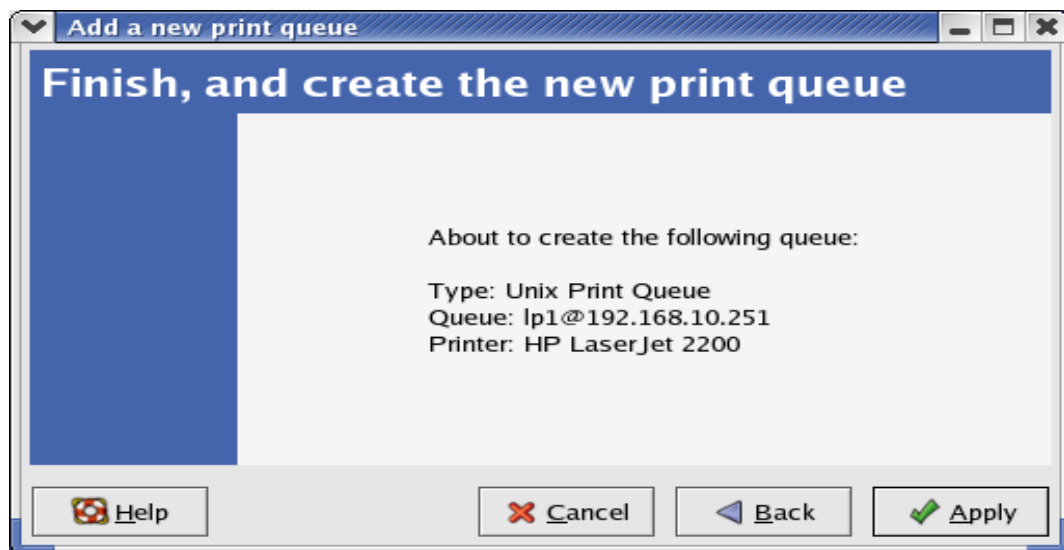 Add a new print queue
Finish, and create the new print queue
About to create the following queue:
Type: Unix Print Queue
Queue: lp1@192.168.10.251
Printer: HP LaserJet 2200
Help
Cancel
Back
Apply